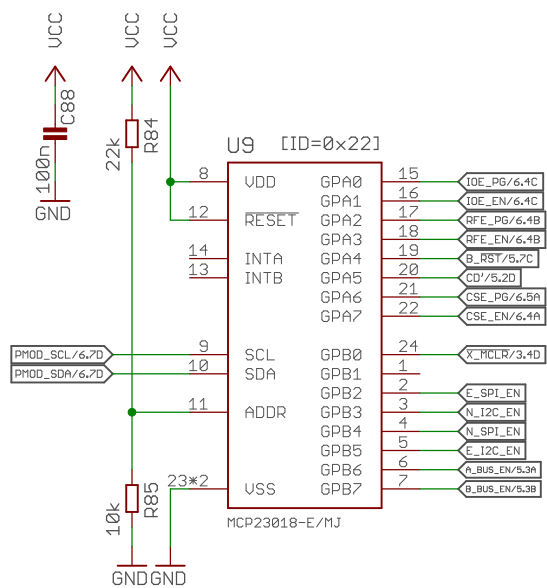 VCC
VCC
VCC
C88
100n
GND
22k
R84
U9 [ID=0x22]
8 VDD GPA0 15 IOE_PG/6.4C
GPA1 16 IOE_EN/6.4C
12 RESET GPA2 17 RFE_PG/6.4B
GPA3 18 RFE_EN/6.4B
14 INTA GPA4 19 B_RST/5.7C
13 INTB GPA5 20 CD'/5.2D
GPA6 21 CSE_PG/6.5A
GPA7 22 CSE_EN/6.4A
PMOD_SCL/6.7D 9 SCL GPB0 24 X_MCLR/3.4D
PMOD_SDA/6.7D 10 SDA GPB1 1
GPB2 2 E_SPI_EN
11 ADDR GPB3 3 N_I2C_EN
GPB4 4 N_SPI_EN
GPB5 5 E_I2C_EN
GPB6 6 A_BUS_EN/5.3A
23*2 VSS GPB7 7 B_BUS_EN/5.3B
10k
R85
MCP23018-E/MJ
GND
GND